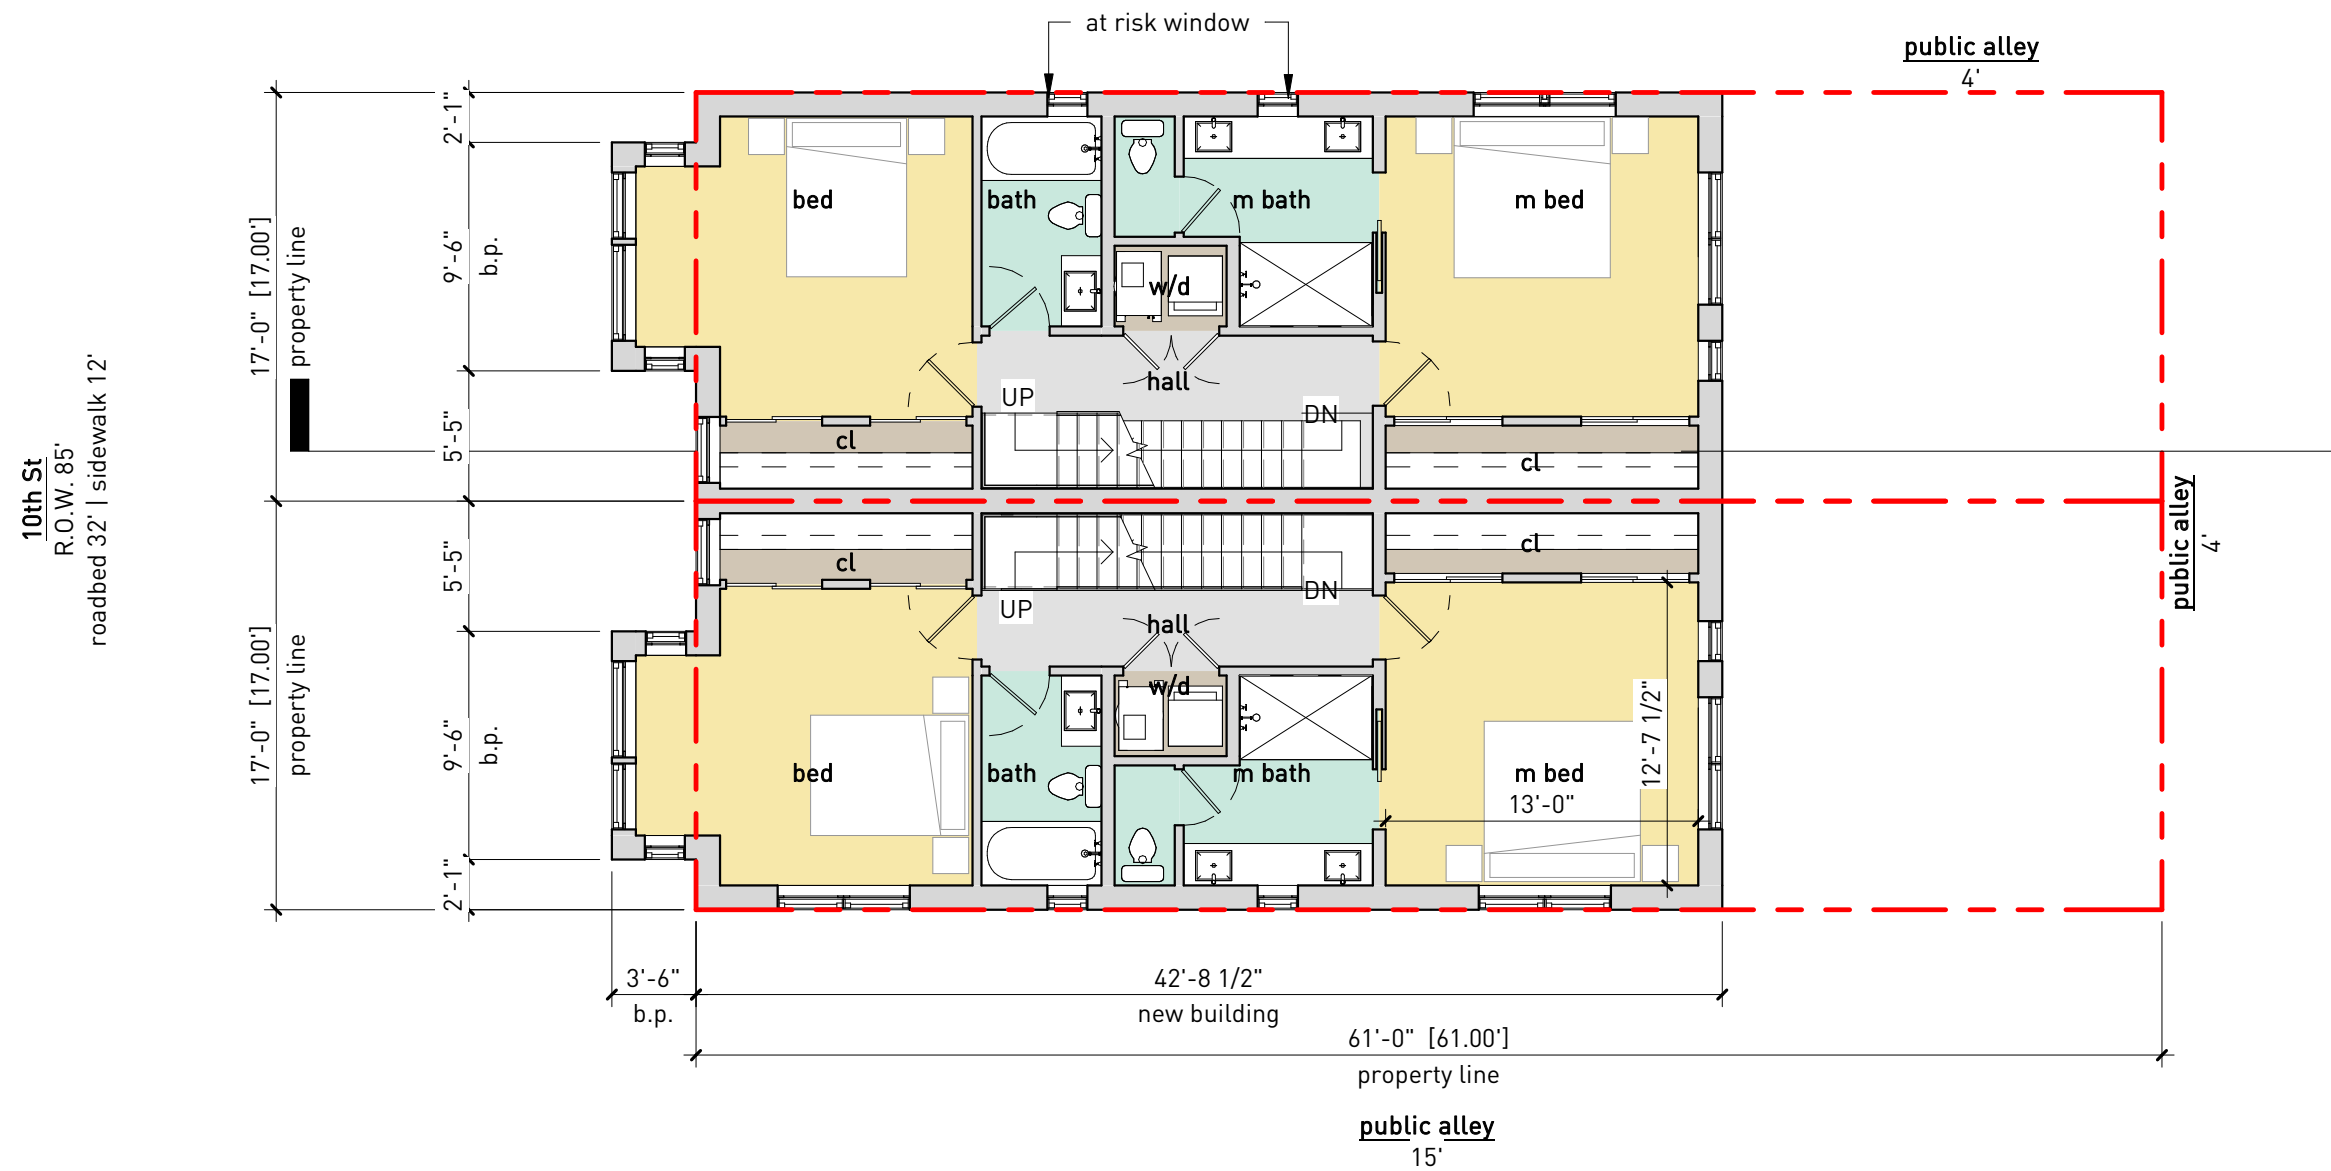 at risk window
public alley
4'
2'-1"
9'-6"
b.p.
5'-5"
17'-0" [17.00']
property line
10th St
R.O.W. 85'
roadbed 32' | sidewalk 12'
5'-5"
9'-6"
b.p.
2'-1"
17'-0" [17.00']
property line
bed
bath
m bath
m bed
w/d
hall
UP
DN
cl
cl
cl
cl
UP
DN
hall
w/d
bed
bath
m bath
m bed
12'-7 1/2"
13'-0"
public alley
4'
3'-6"
b.p.
42'-8 1/2"
new building
61'-0" [61.00']
property line
public alley
15'